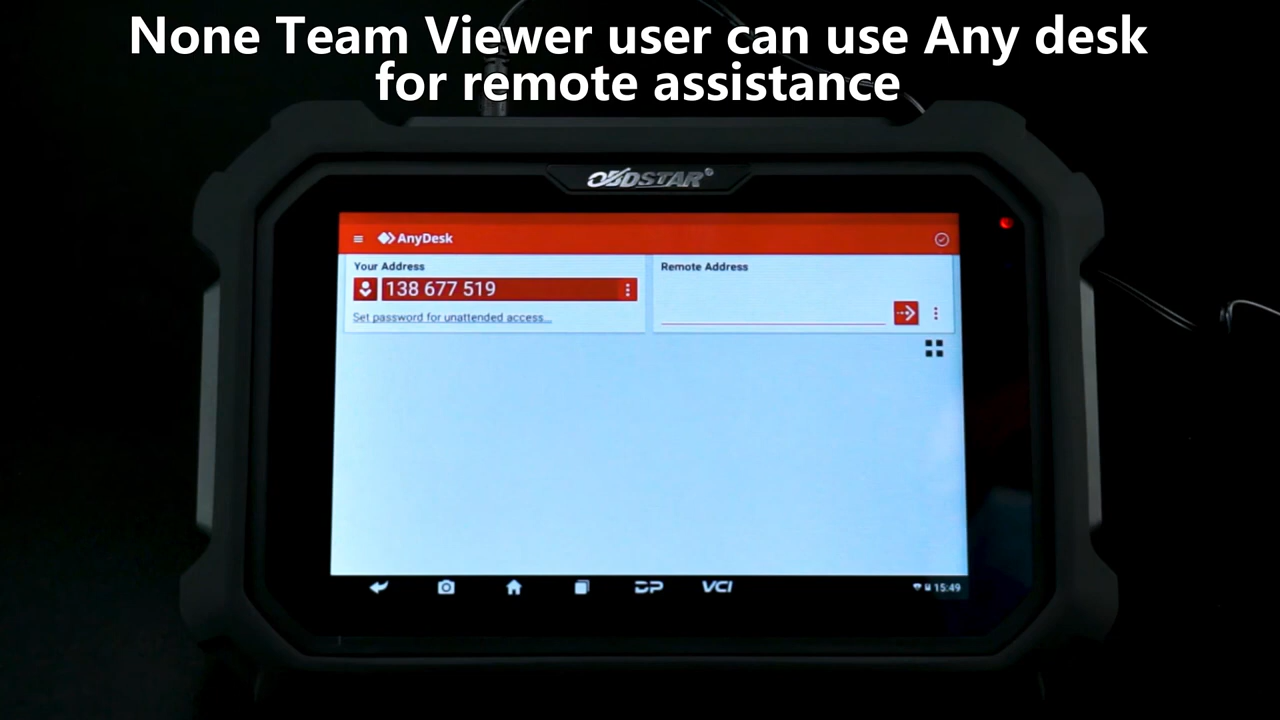 None Team Viewer user can use Any desk
for remote assistance
OBDSTAR®
AnyDesk
Your Address
138 677 519
Set password for unattended access...
Remote Address
DP
VCI
15:49